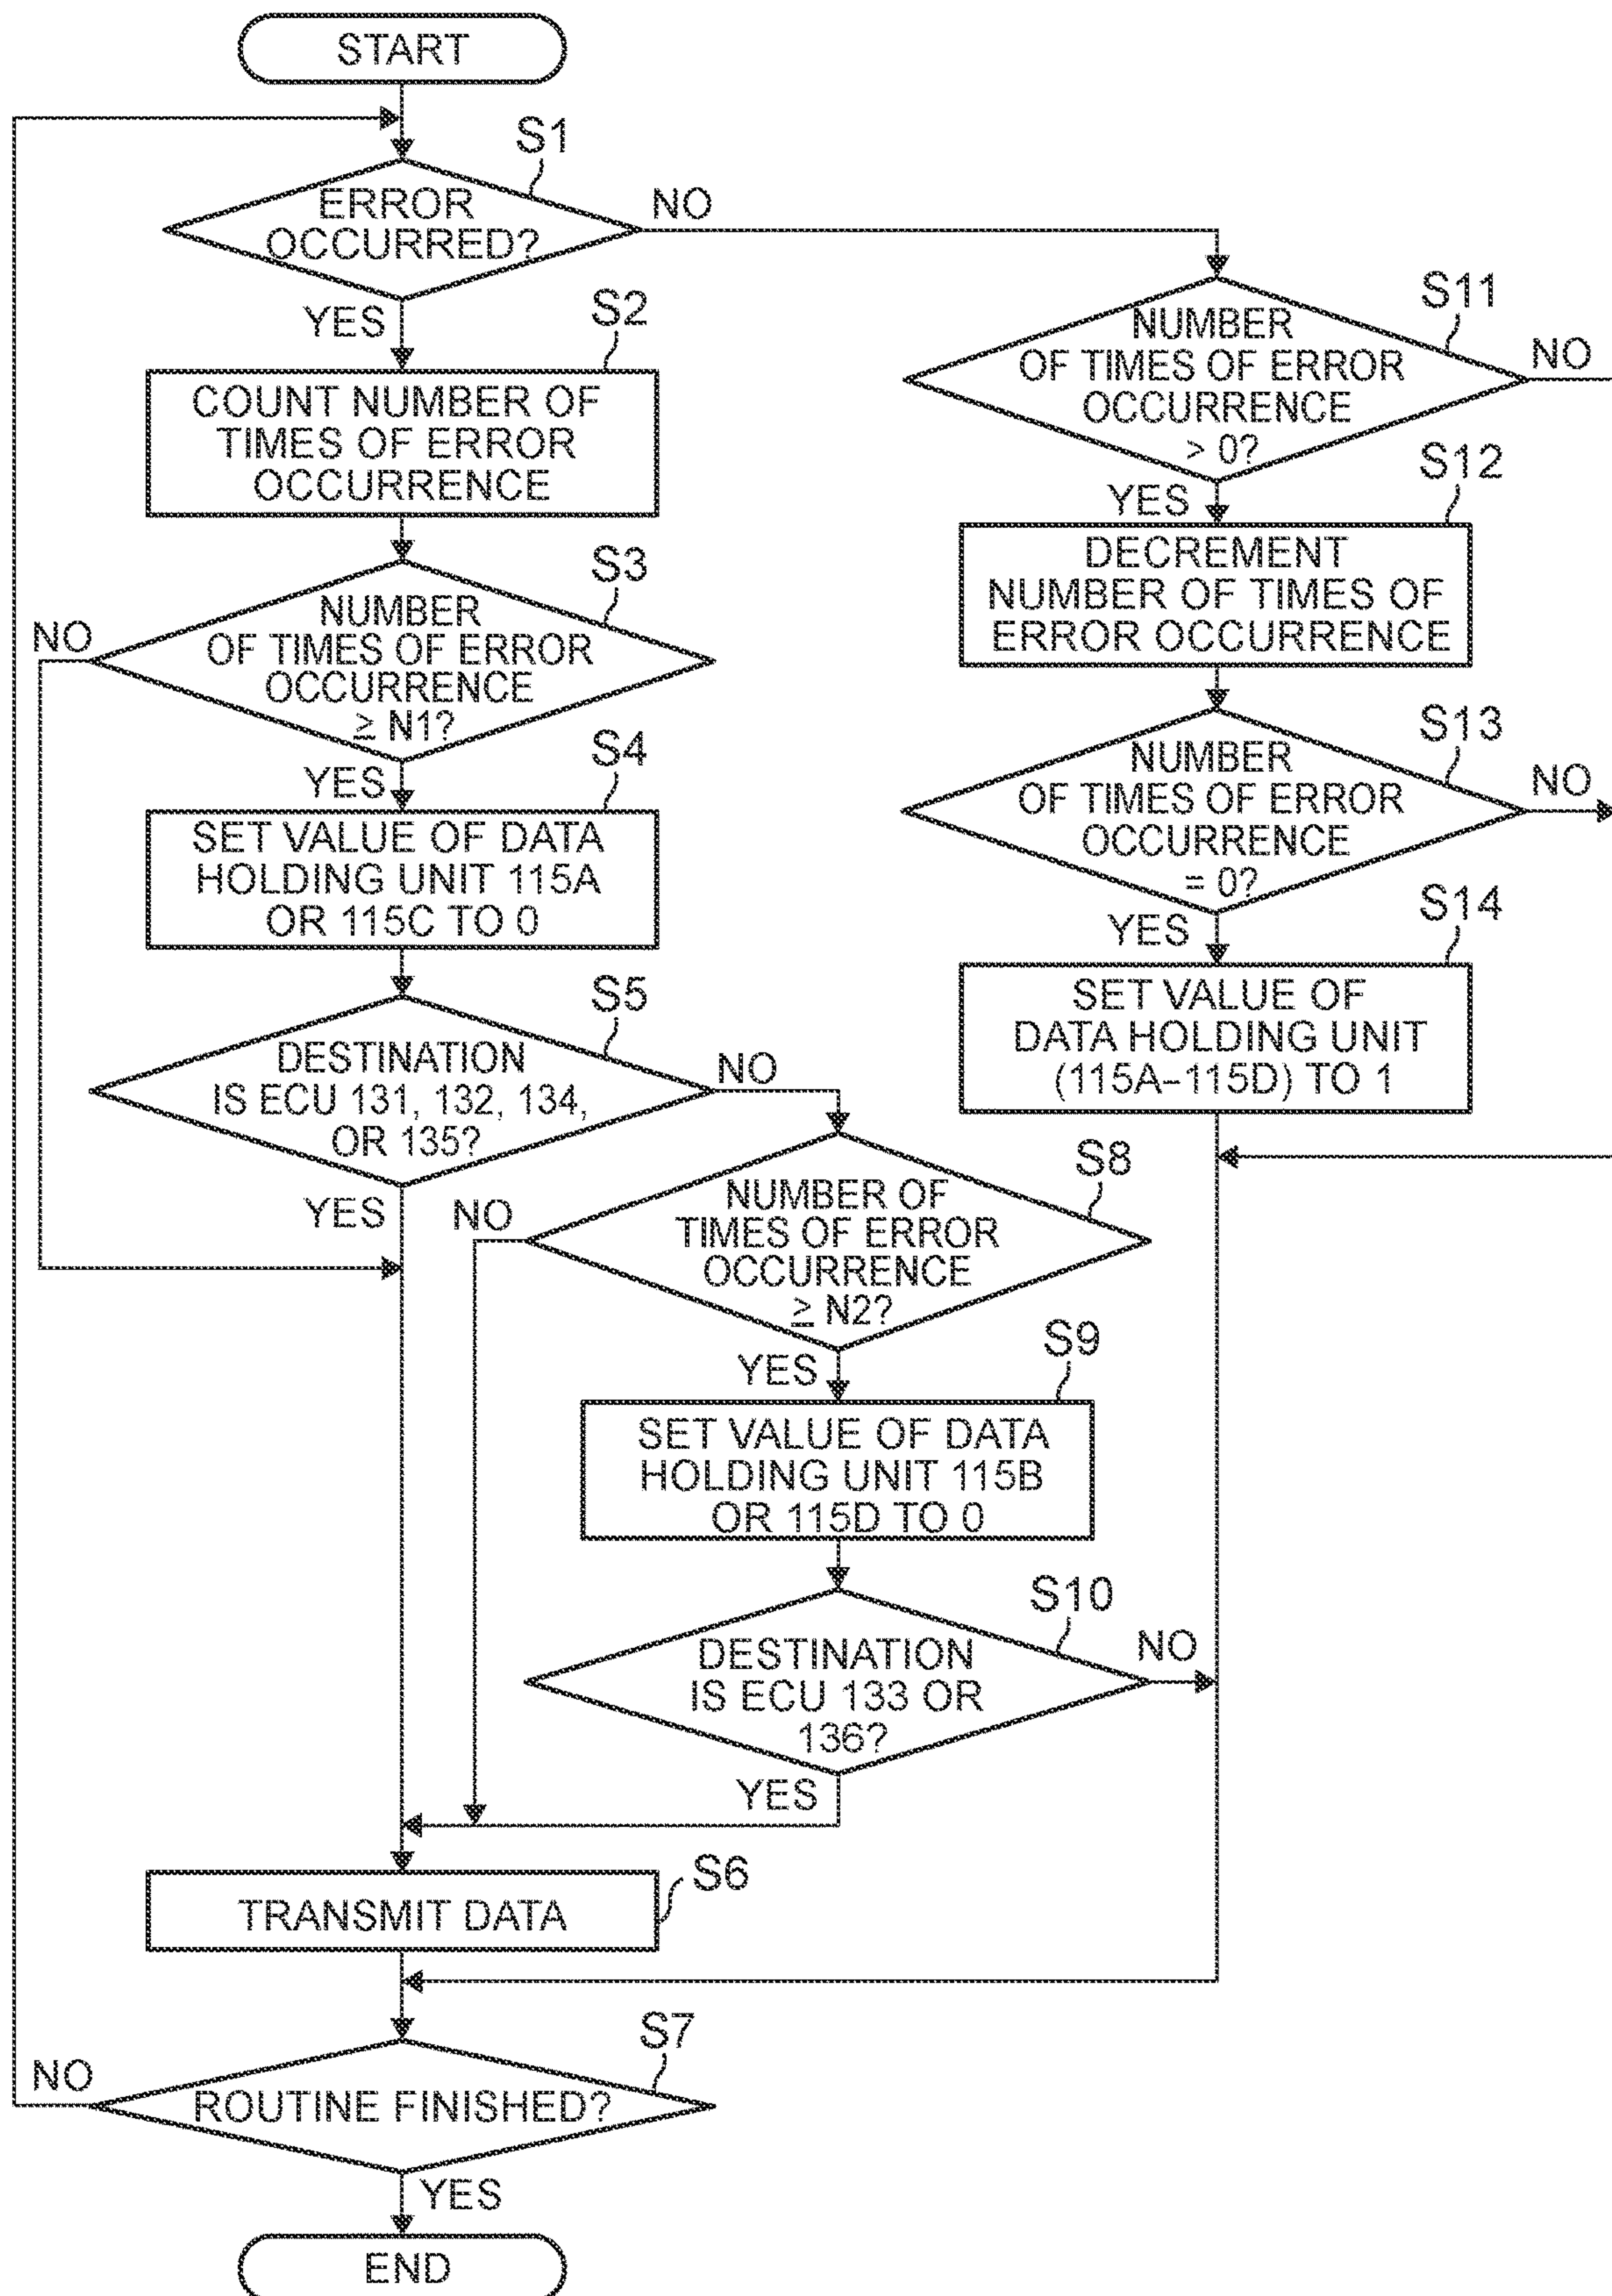 START
S1
ERROR
OCCURRED?
NO
YES
S2
COUNT NUMBER OF
TIMES OF ERROR
OCCURRENCE
S3
NUMBER
OF TIMES OF ERROR
OCCURRENCE
≥ N1?
NO
YES
S4
SET VALUE OF DATA
HOLDING UNIT 115A
OR 115C TO 0
S5
DESTINATION
IS ECU 131, 132, 134,
OR 135?
NO
YES
S8
NUMBER OF
TIMES OF ERROR
OCCURRENCE
≥ N2?
NO
YES
S9
SET VALUE OF DATA
HOLDING UNIT 115B
OR 115D TO 0
S10
DESTINATION
IS ECU 133 OR
136?
NO
YES
S6
TRANSMIT DATA
S7
ROUTINE FINISHED?
NO
YES
END
S11
NUMBER
OF TIMES OF ERROR
OCCURRENCE
> 0?
NO
YES
S12
DECREMENT
NUMBER OF TIMES OF
ERROR OCCURRENCE
S13
NUMBER
OF TIMES OF ERROR
OCCURRENCE
= 0?
NO
YES
S14
SET VALUE OF
DATA HOLDING UNIT
(115A–115D) TO 1